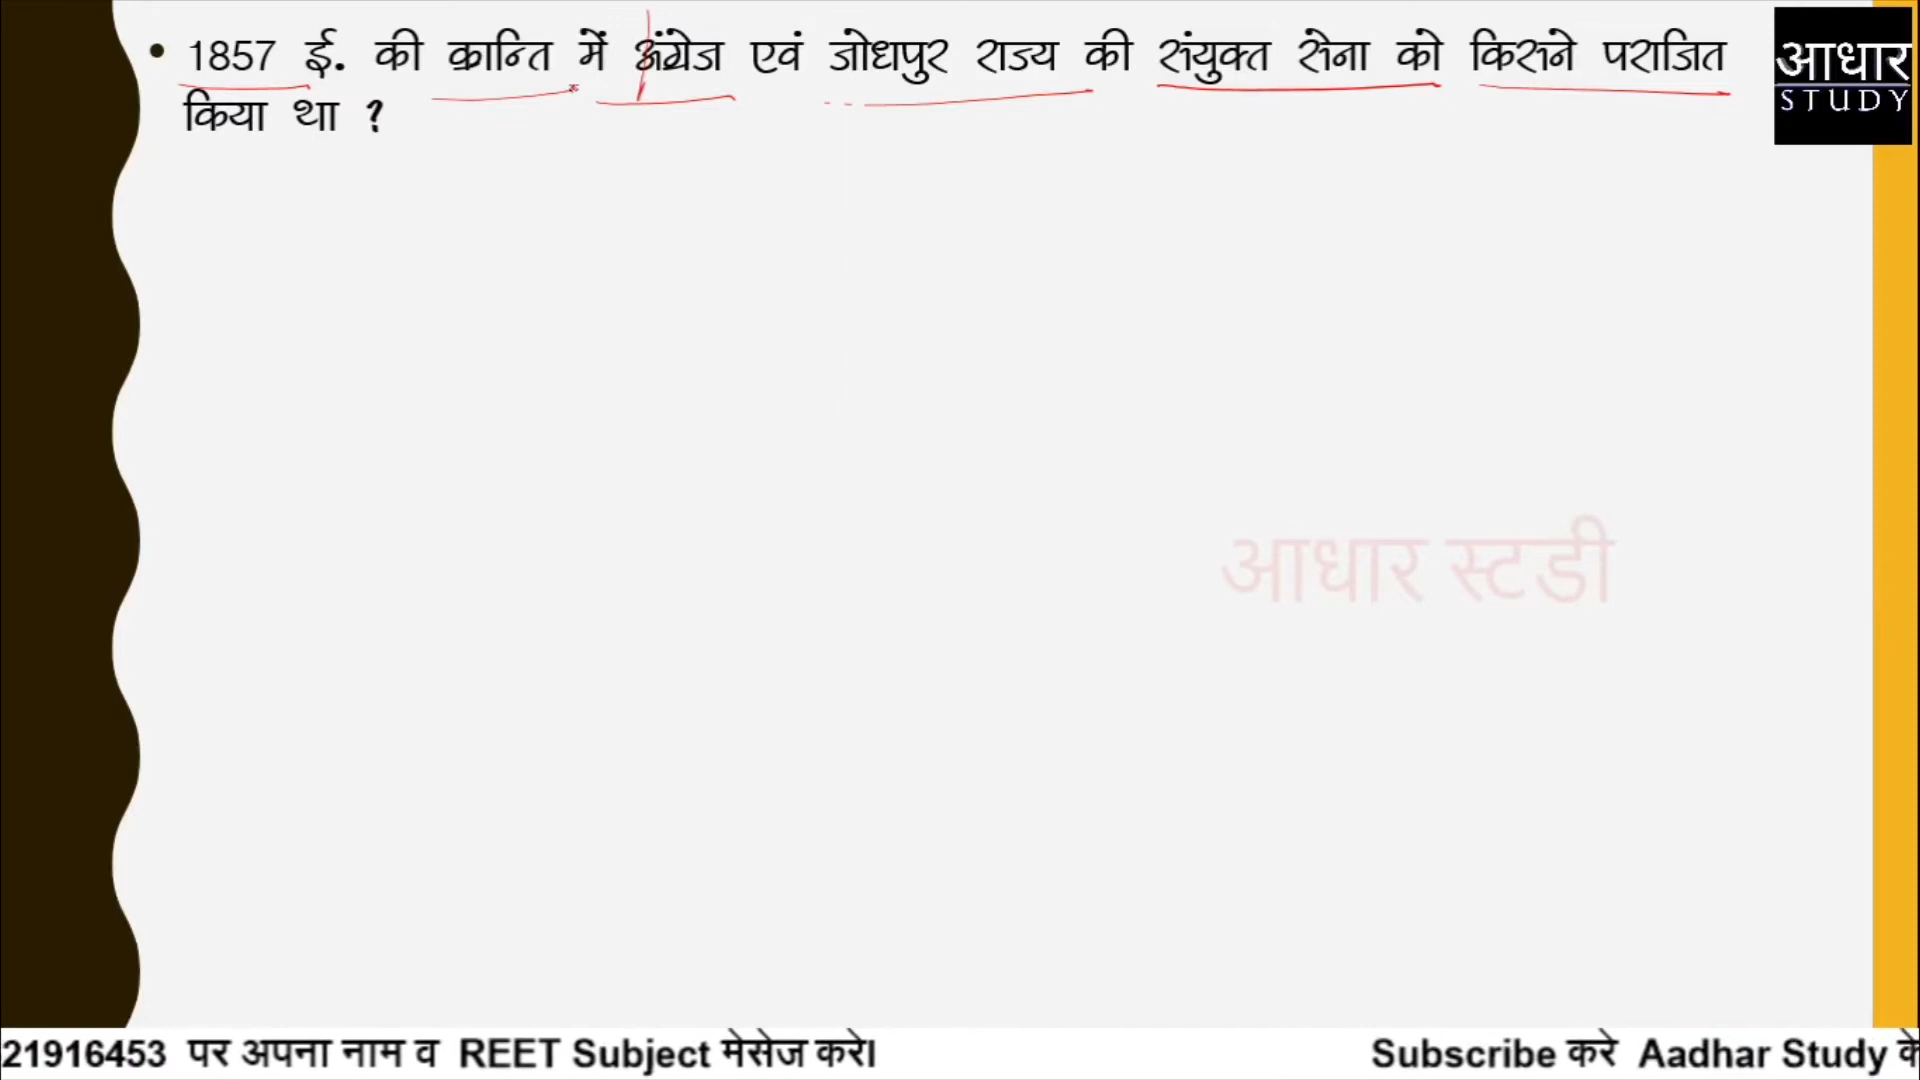 • 1857 ई. की क्रान्ति में अंग्रेज एवं जोधपुर राज्य की संयुक्त सेना को किसने पराजित
किया था ?
आधार
STUDY
आधार स्टडी
21916453 पर अपना नाम व REET Subject मेसेज करे। Subscribe करे Aadhar Study के